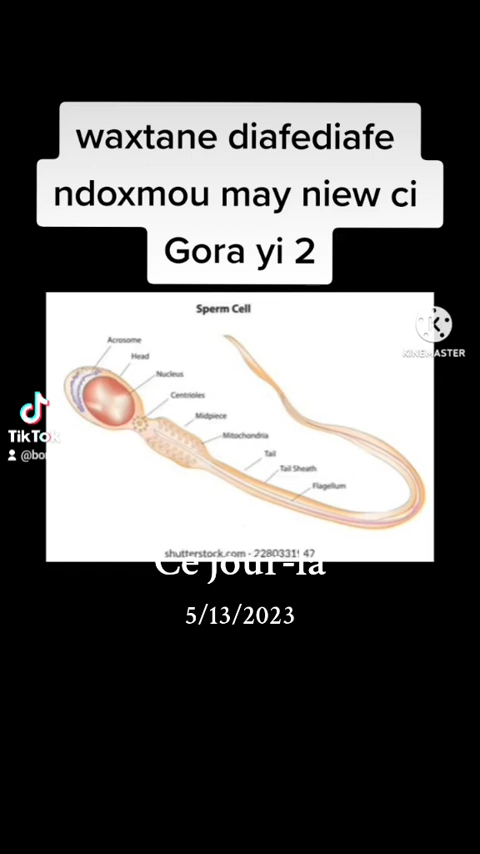 waxtane diafediafe
ndoxmou may niew ci
Gora yi 2
Sperm Cell
Acrosome
Head
Nucleus
Centrioles
Midpiece
Mitochondria
Tail
Tail Sheath
Flagellum
KINEMASTER
TikTok
shutterstock.com
Ce jour-là
5/13/2023